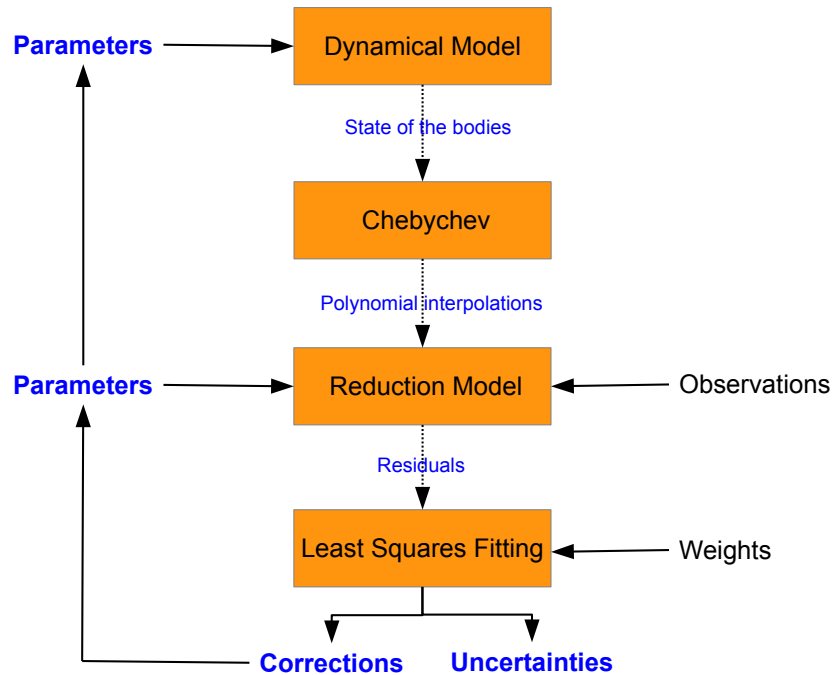 Parameters
Dynamical Model
State of the bodies
Chebychev
Polynomial interpolations
Parameters
Reduction Model
Observations
Residuals
Least Squares Fitting
Weights
Corrections
Uncertainties